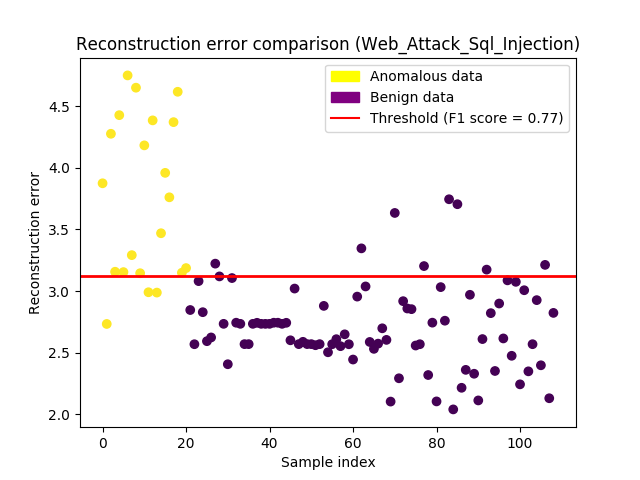 Reconstruction error comparison (Web_Attack_Sql_Injection)
Anomalous data
Benign data
Threshold (F1 score = 0.77)
Reconstruction error
4.5
4.0
3.5
3.0
2.5
2.0
0 20 40 60 80 100
Sample index